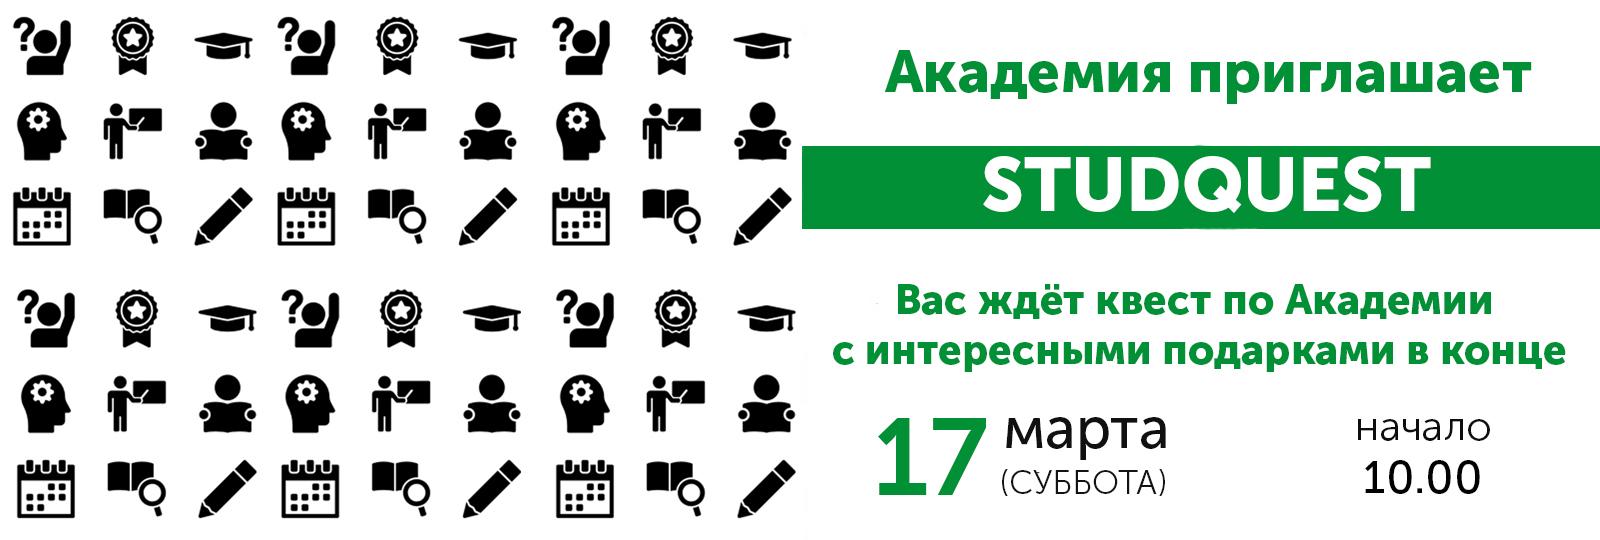 Академия приглашает
STUDQUEST
Вас ждёт квест по Академии
с интересными подарками в конце
17 марта
(СУББОТА)
начало
10.00